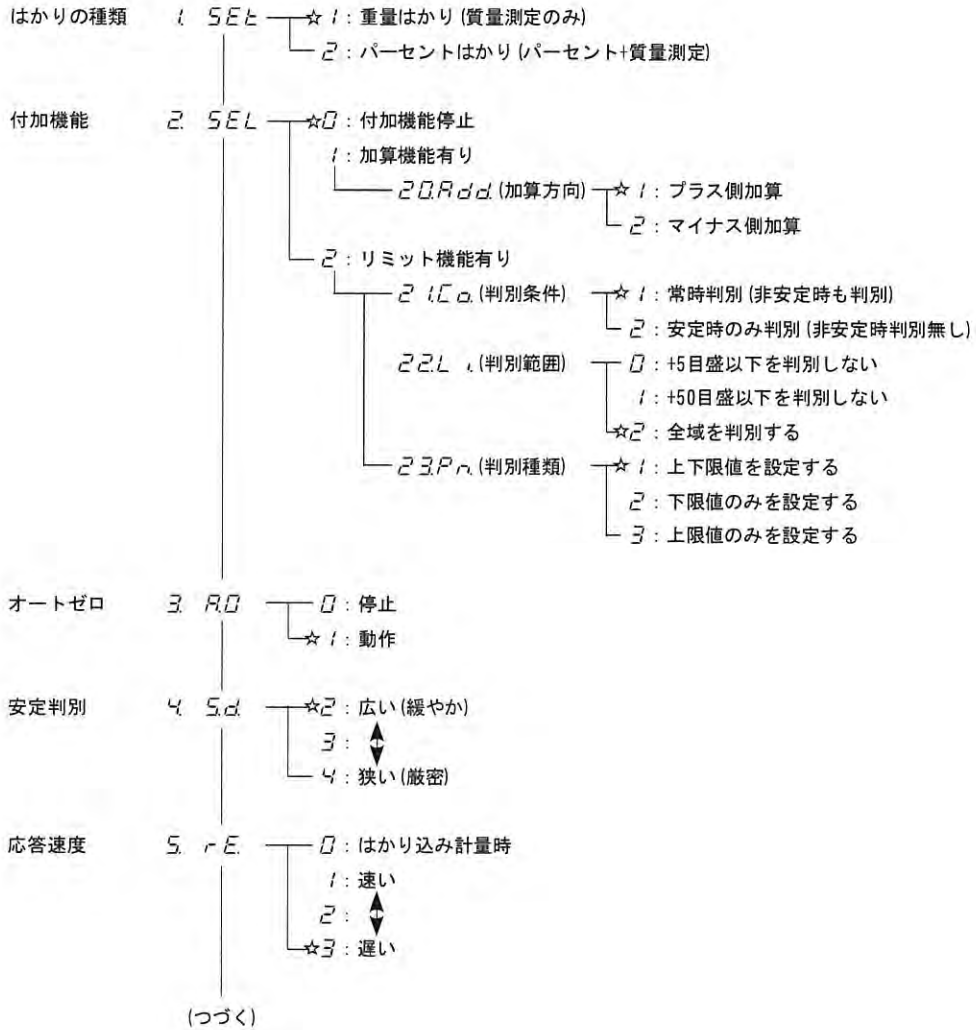 はかりの種類 1. SEt ☆1 : 重量はかり (質量測定のみ)
2 : パーセントはかり (パーセント+質量測定)
付加機能 2. SEL ☆0 : 付加機能停止
1 : 加算機能有り
20.Add. (加算方向) ☆1 : プラス側加算
2 : マイナス側加算
2 : リミット機能有り
21.Co. (判別条件) ☆1 : 常時判別 (非安定時も判別)
2 : 安定時のみ判別 (非安定時判別無し)
22.L i. (判別範囲) 0 : +5目盛以下を判別しない
1 : +50目盛以下を判別しない
☆2 : 全域を判別する
23.Pn. (判別種類) ☆1 : 上下限値を設定する
2 : 下限値のみを設定する
3 : 上限値のみを設定する
オートゼロ 3. A.0 0 : 停止
☆1 : 動作
安定判別 4. S.d. ☆2 : 広い (緩やか)
3 :
4 : 狭い (厳密)
応答速度 5. rE. 0 : はかり込み計量時
1 : 速い
2 :
☆3 : 遅い
(つづく)